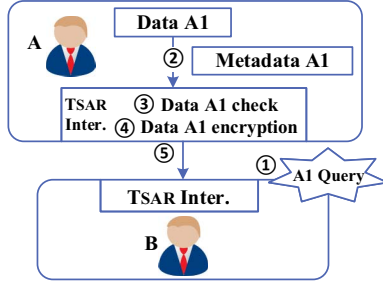 Data A1
A
②
Metadata A1
TSAR ③ Data A1 check
Inter. ④ Data A1 encryption
⑤
①
A1 Query
TSAR Inter.
B